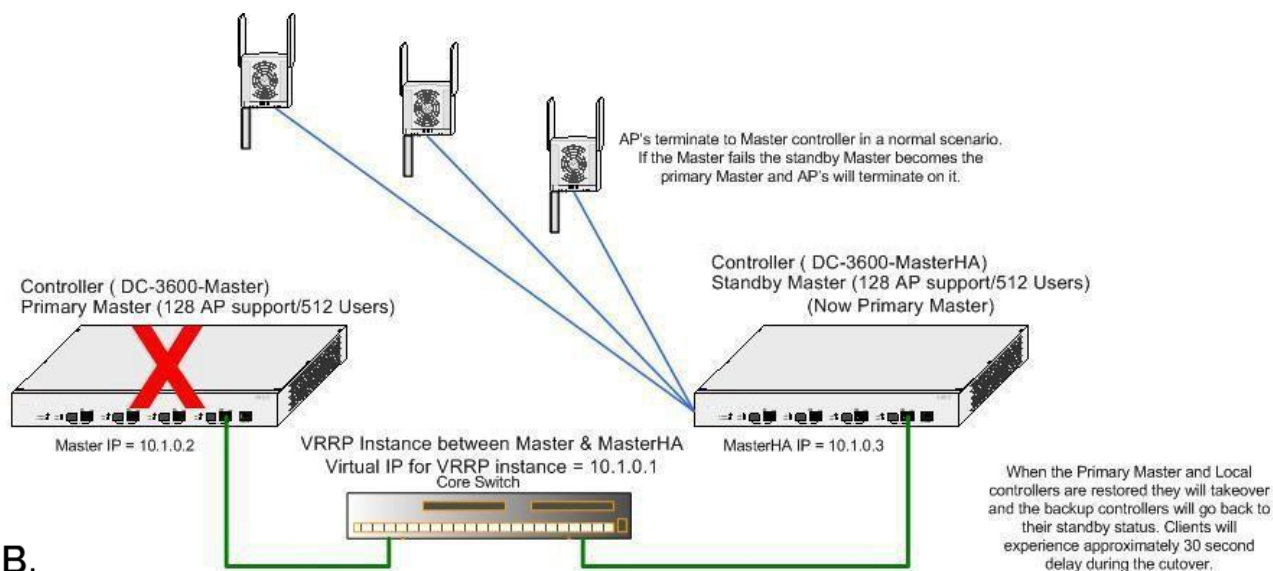 AP's terminate to Master controller in a normal scenario.
If the Master fails the standby Master becomes the
primary Master and AP's will terminate on it.
Controller ( DC-3600-Master)
Primary Master (128 AP support/512 Users)
Controller ( DC-3600-MasterHA)
Standby Master (128 AP support/512 Users)
(Now Primary Master)
Master IP = 10.1.0.2
VRRP Instance between Master & MasterHA
Virtual IP for VRRP instance = 10.1.0.1
Core Switch
MasterHA IP = 10.1.0.3
When the Primary Master and Local
controllers are restored they will takeover
and the backup controllers will go back to
their standby status. Clients will
experience approximately 30 second
delay during the cutover.
B.